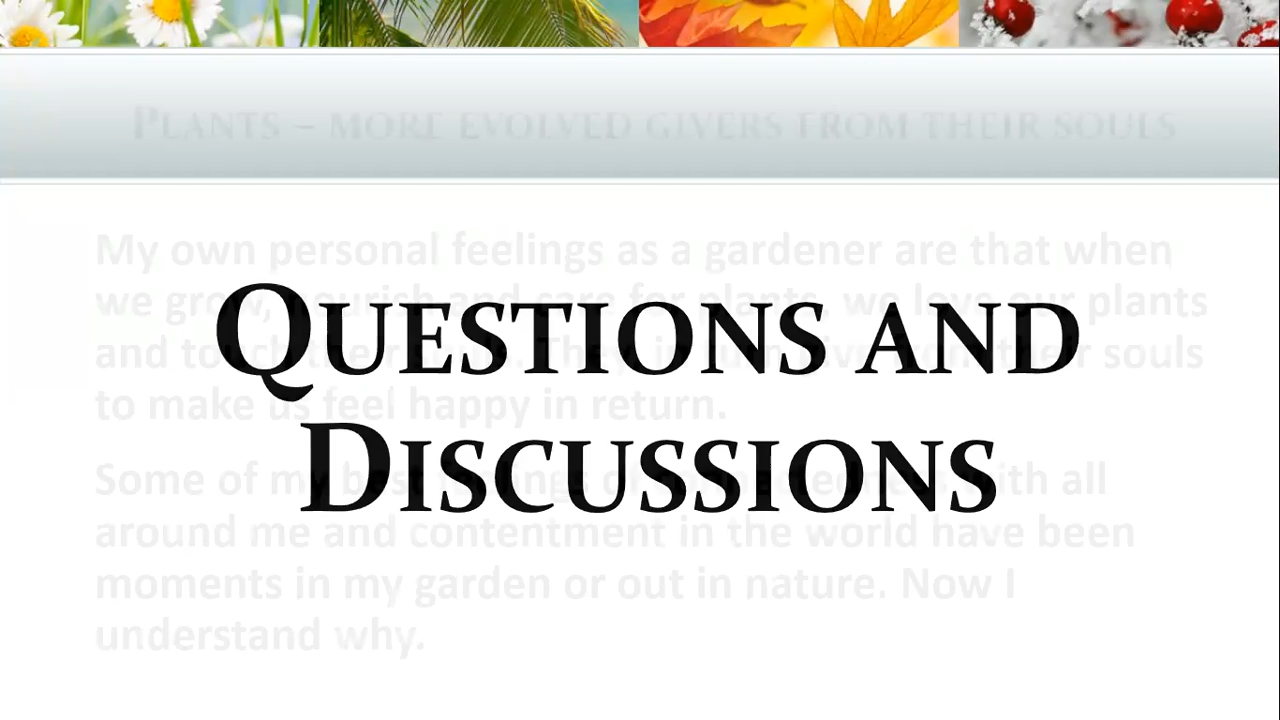 PLANTS – MORE EVOLVED GIVERS FROM THEIR SOULS
My own personal feelings as a gardener are that when
we grow, nourish and care for plants, we love our plants
QUESTIONS AND
and touch their souls. They in turn give from their souls
to make us feel happy in return.
DISCUSSIONS
Some of my best feelings with all
around me and contentment in the world have been
moments in my garden or out in nature. Now I
understand why.